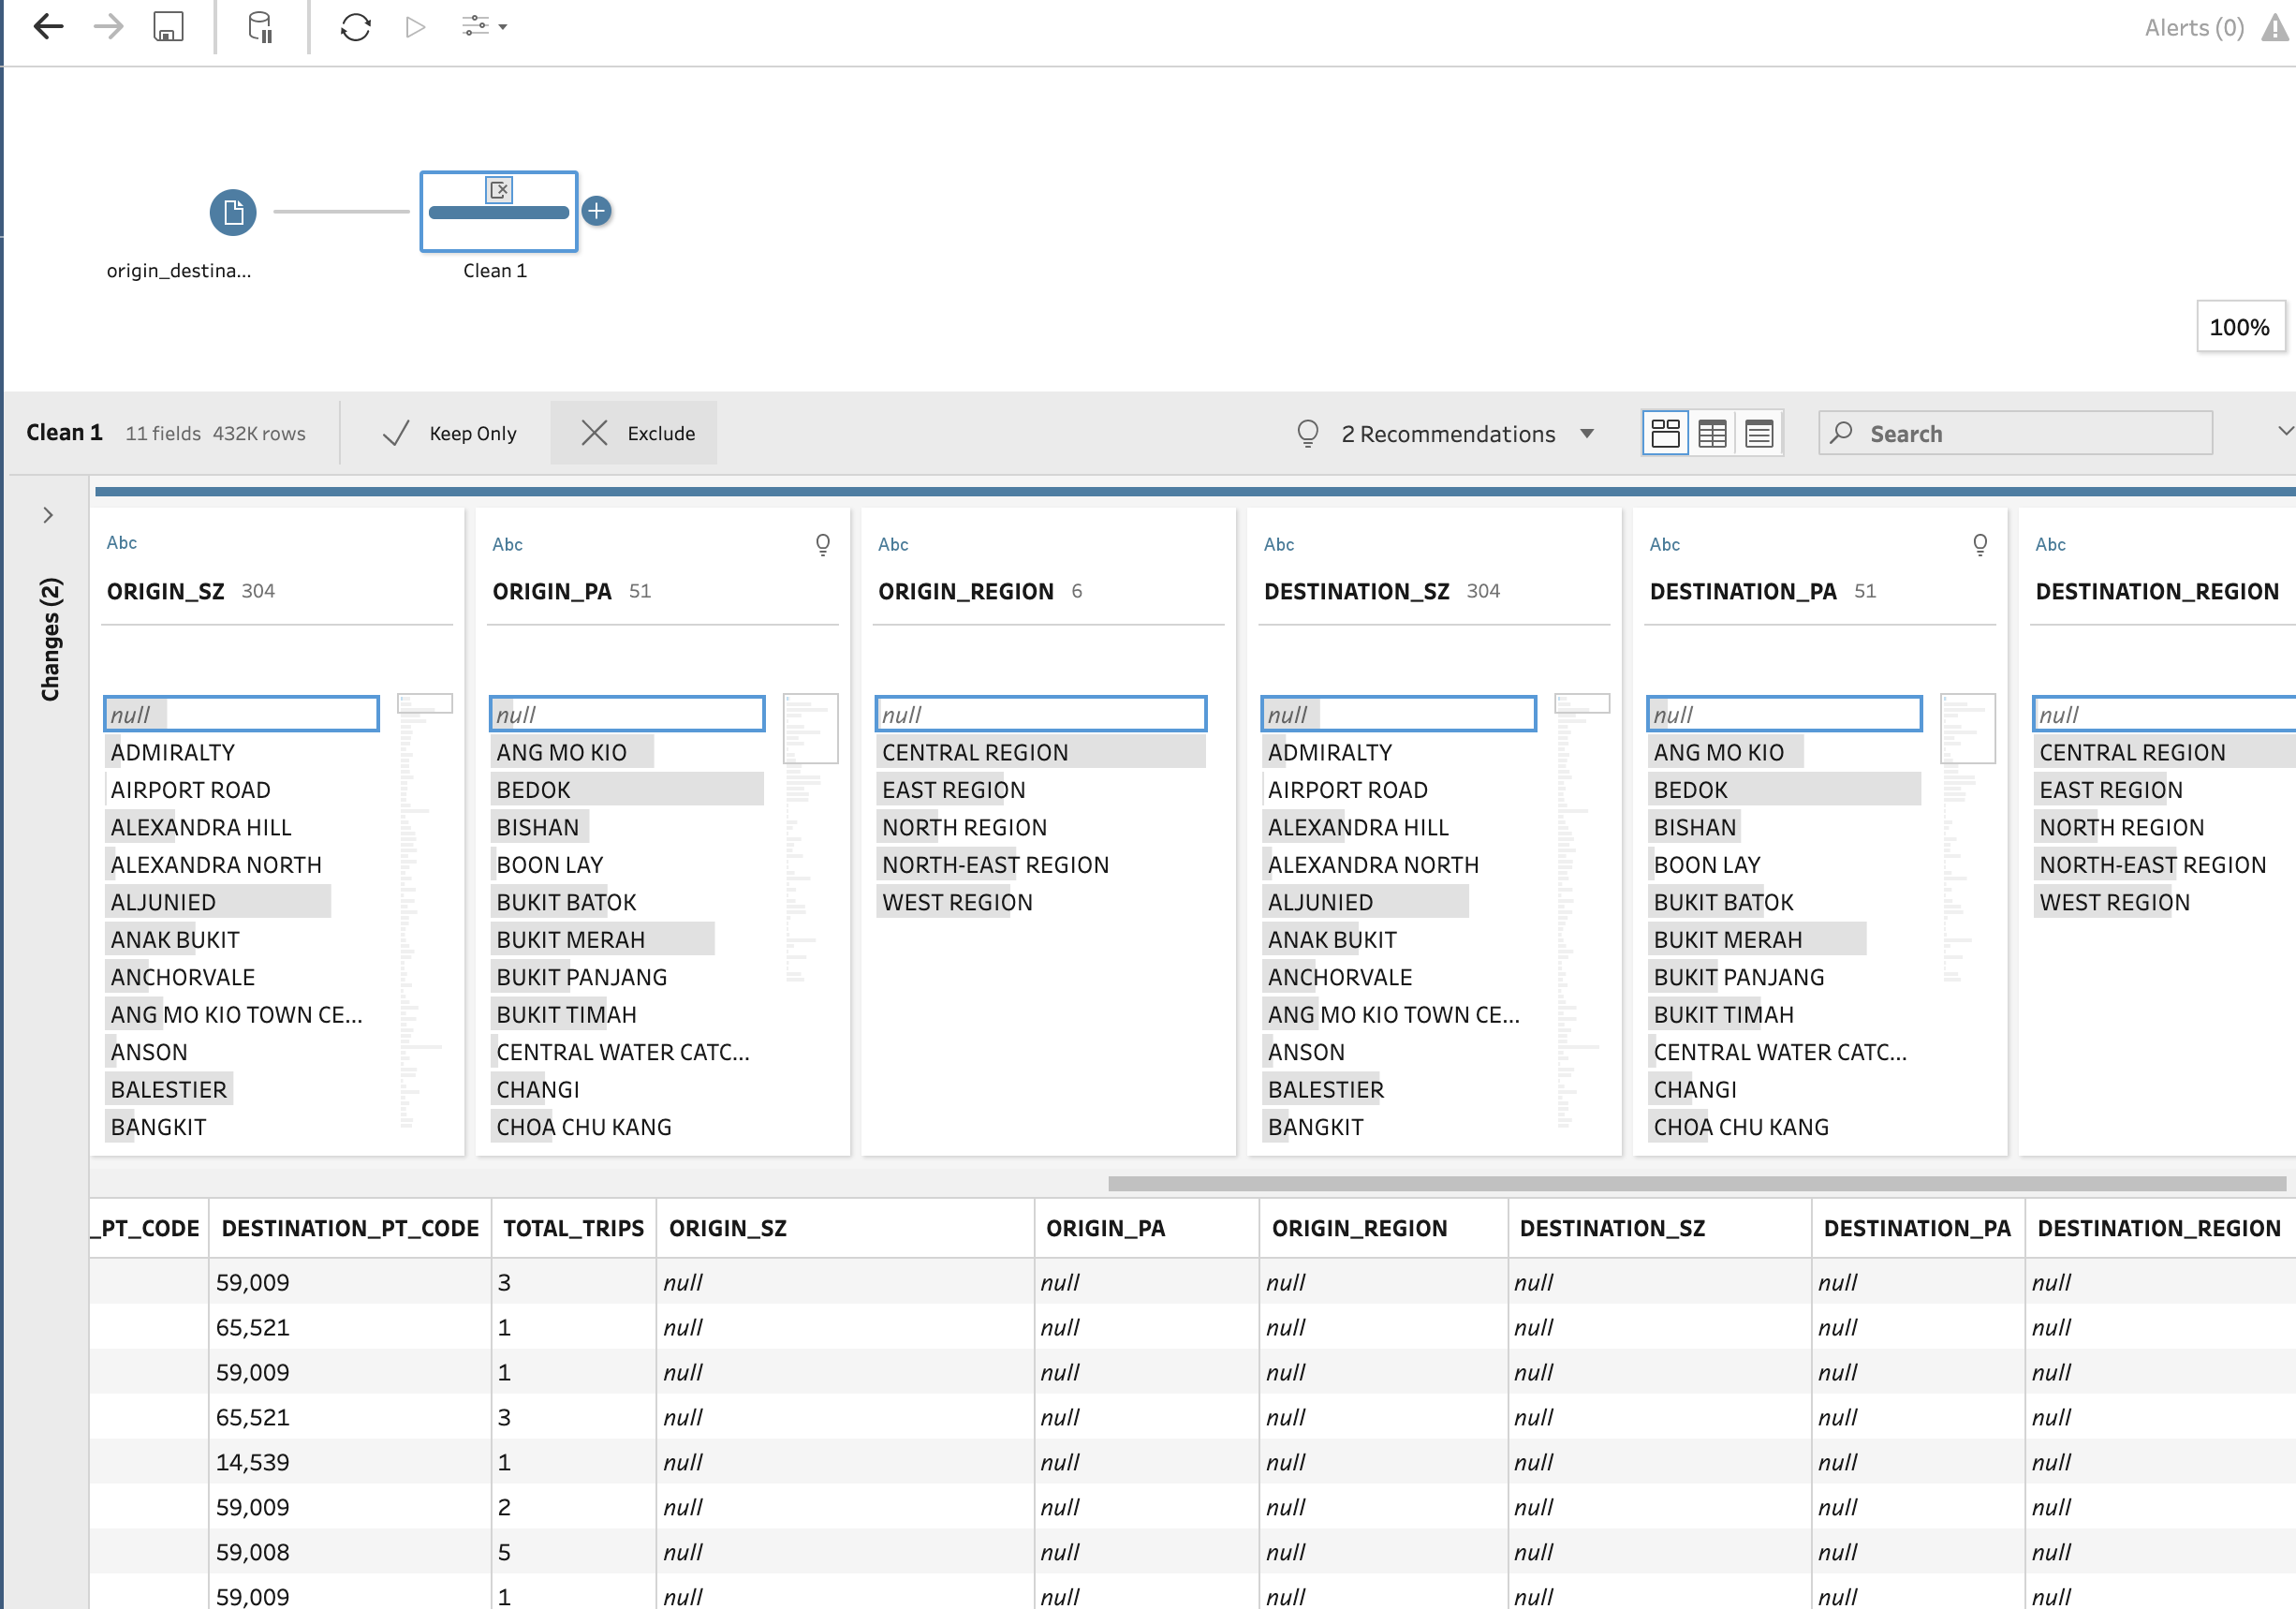 Alerts (0)
origin_destina...
Clean 1
100%
Clean 1 11 fields 432K rows Keep Only Exclude 2 Recommendations Search
Changes (2)
Abc Abc Abc Abc Abc Abc
ORIGIN_SZ 304 ORIGIN_PA 51 ORIGIN_REGION 6 DESTINATION_SZ 304 DESTINATION_PA 51 DESTINATION_REGION
null null null null null null
ADMIRALTY ANG MO KIO CENTRAL REGION ADMIRALTY ANG MO KIO CENTRAL REGION
AIRPORT ROAD BEDOK EAST REGION AIRPORT ROAD BEDOK EAST REGION
ALEXANDRA HILL BISHAN NORTH REGION ALEXANDRA HILL BISHAN NORTH REGION
ALEXANDRA NORTH BOON LAY NORTH-EAST REGION ALEXANDRA NORTH BOON LAY NORTH-EAST REGION
ALJUNIED BUKIT BATOK WEST REGION ALJUNIED BUKIT BATOK WEST REGION
ANAK BUKIT BUKIT MERAH ANAK BUKIT BUKIT MERAH
ANCHORVALE BUKIT PANJANG ANCHORVALE BUKIT PANJANG
ANG MO KIO TOWN CE... BUKIT TIMAH ANG MO KIO TOWN CE... BUKIT TIMAH
ANSON CENTRAL WATER CATC... ANSON CENTRAL WATER CATC...
BALESTIER CHANGI BALESTIER CHANGI
BANGKIT CHOA CHU KANG BANGKIT CHOA CHU KANG
_PT_CODE DESTINATION_PT_CODE TOTAL_TRIPS ORIGIN_SZ ORIGIN_PA ORIGIN_REGION DESTINATION_SZ DESTINATION_PA DESTINATION_REGION
59,009 3 null null null null null null
65,521 1 null null null null null null
59,009 1 null null null null null null
65,521 3 null null null null null null
14,539 1 null null null null null null
59,009 2 null null null null null null
59,008 5 null null null null null null
59,009 1 null null null null null null